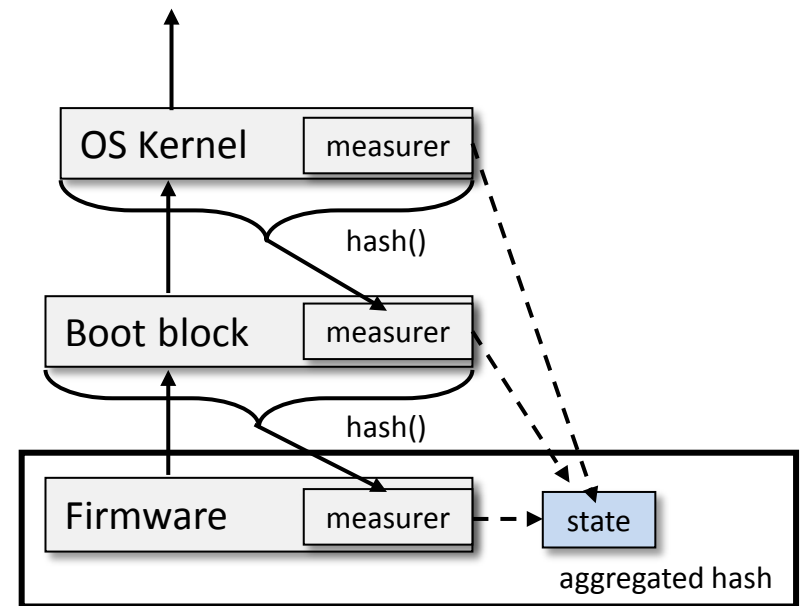 OS Kernel measurer
hash()
Boot block measurer
hash()
Firmware measurer state
aggregated hash